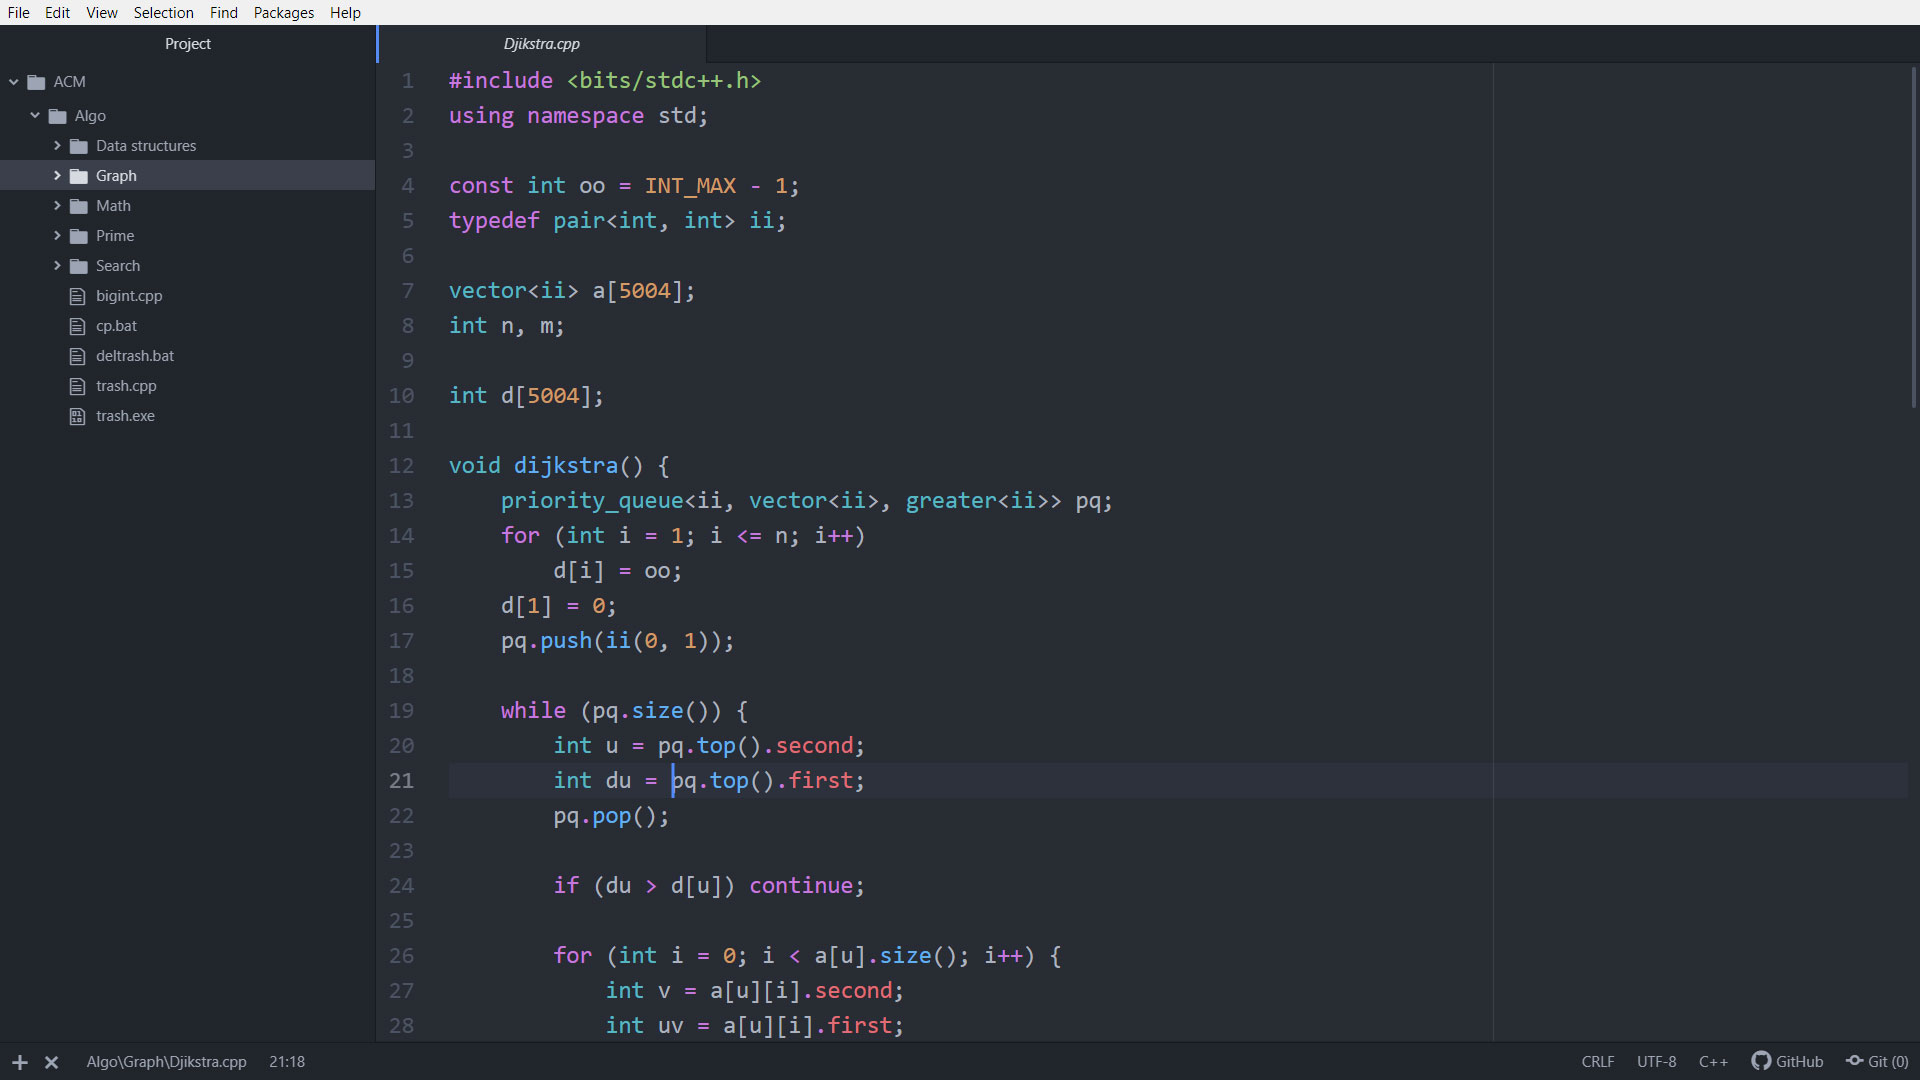 File Edit View Selection Find Packages Help
Project
ACM
Algo
Data structures
Graph
Math
Prime
Search
bigint.cpp
cp.bat
deltrash.bat
trash.cpp
trash.exe
Djikstra.cpp
1 #include <bits/stdc++.h>
2 using namespace std;
3
4 const int oo = INT_MAX - 1;
5 typedef pair<int, int> ii;
6
7 vector<ii> a[5004];
8 int n, m;
9
10 int d[5004];
11
12 void dijkstra() {
13     priority_queue<ii, vector<ii>, greater<ii>> pq;
14     for (int i = 1; i <= n; i++)
15         d[i] = oo;
16     d[1] = 0;
17     pq.push(ii(0, 1));
18
19     while (pq.size()) {
20         int u = pq.top().second;
21         int du = pq.top().first;
22         pq.pop();
23
24         if (du > d[u]) continue;
25
26         for (int i = 0; i < a[u].size(); i++) {
27             int v = a[u][i].second;
28             int uv = a[u][i].first;
Algo\Graph\Djikstra.cpp 21:18 CRLF UTF-8 C++ GitHub Git (0)